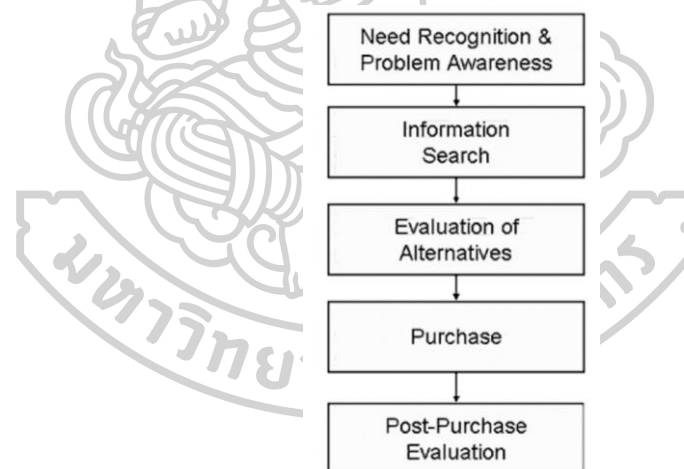 Need Recognition &
Problem Awareness
Information
Search
Evaluation of
Alternatives
Purchase
Post-Purchase
Evaluation